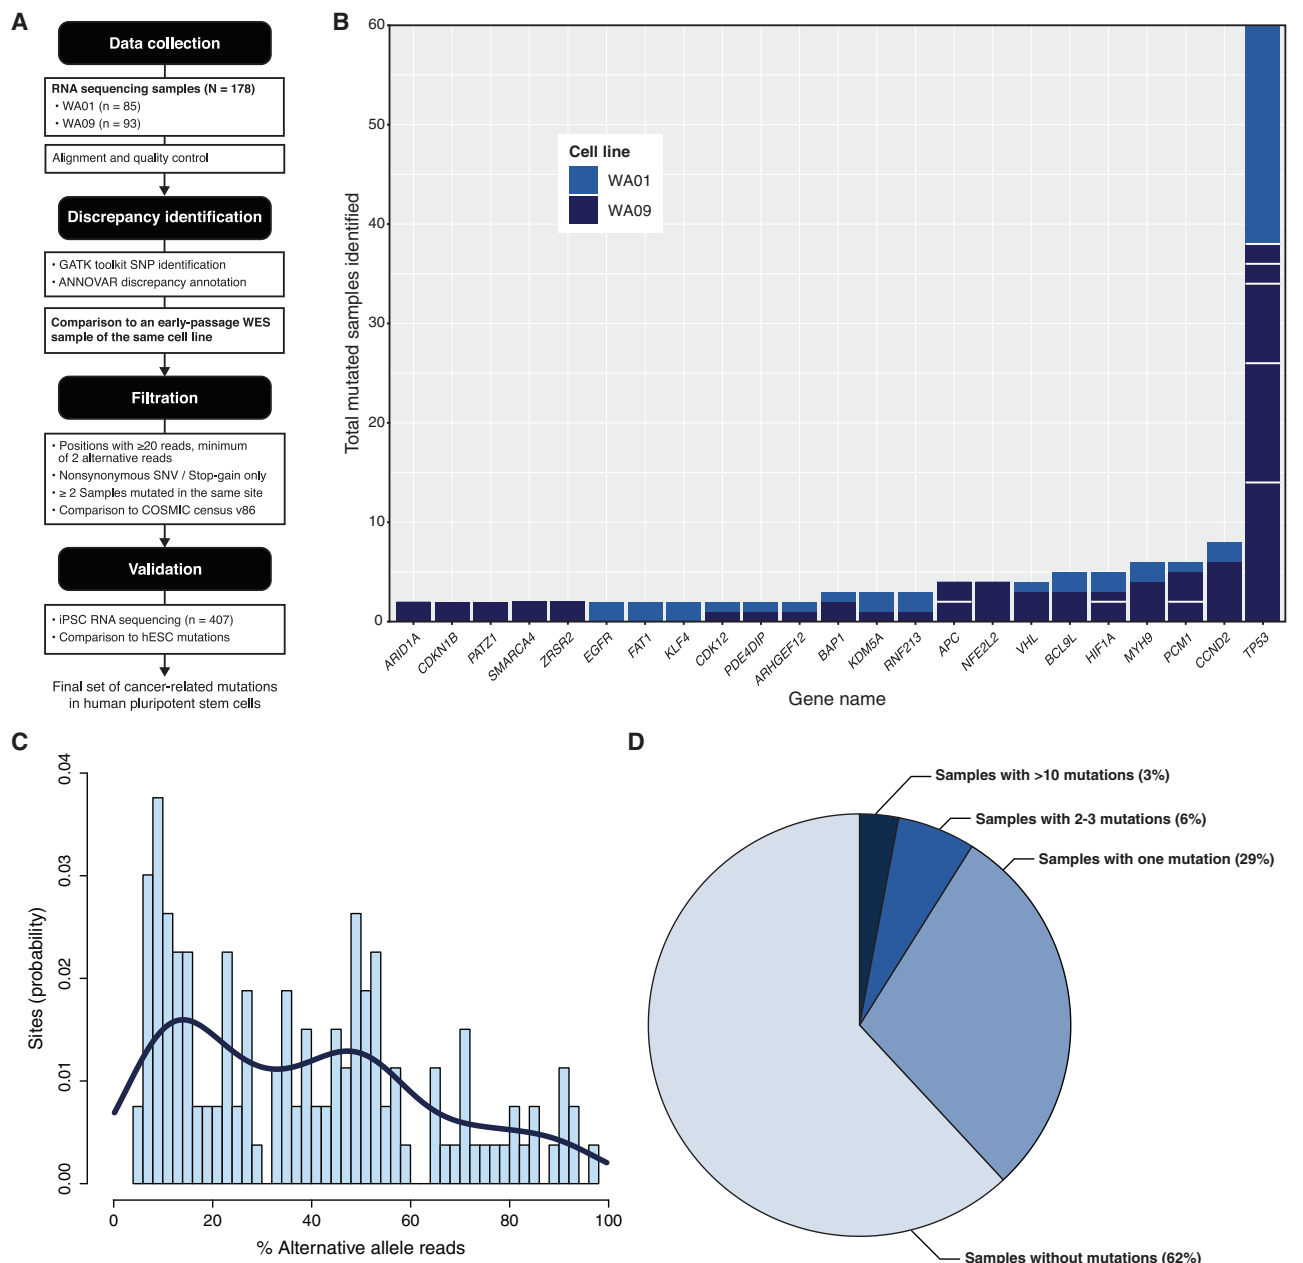 A
Data collection
RNA sequencing samples (N = 178)
• WA01 (n = 85)
• WA09 (n = 93)
Alignment and quality control
Discrepancy identification
• GATK toolkit SNP identification
• ANNOVAR discrepancy annotation
Comparison to an early-passage WES
sample of the same cell line
Filtration
• Positions with ≥20 reads, minimum
of 2 alternative reads
• Nonsynonymous SNV / Stop-gain only
• ≥ 2 Samples mutated in the same site
• Comparison to COSMIC census v86
Validation
• iPSC RNA sequencing (n = 407)
• Comparison to hESC mutations
Final set of cancer-related mutations
in human pluripotent stem cells
B
Total mutated samples identified
60
50
40
30
20
10
0
Cell line
WA01
WA09
ARID1A
CDKN1B
PATZ1
SMARCA4
ZRSR2
EGFR
FAT1
KLF4
CDK12
PDE4DIP
ARHGEF12
BAP1
KDM5A
RNF213
APC
NFE2L2
VHL
BCL9L
HIF1A
MYH9
PCM1
CCND2
TP53
Gene name
C
Sites (probability)
0.04
0.03
0.02
0.01
0.00
0 20 40 60 80 100
% Alternative allele reads
D
Samples with >10 mutations (3%)
Samples with 2-3 mutations (6%)
Samples with one mutation (29%)
Samples without mutations (62%)